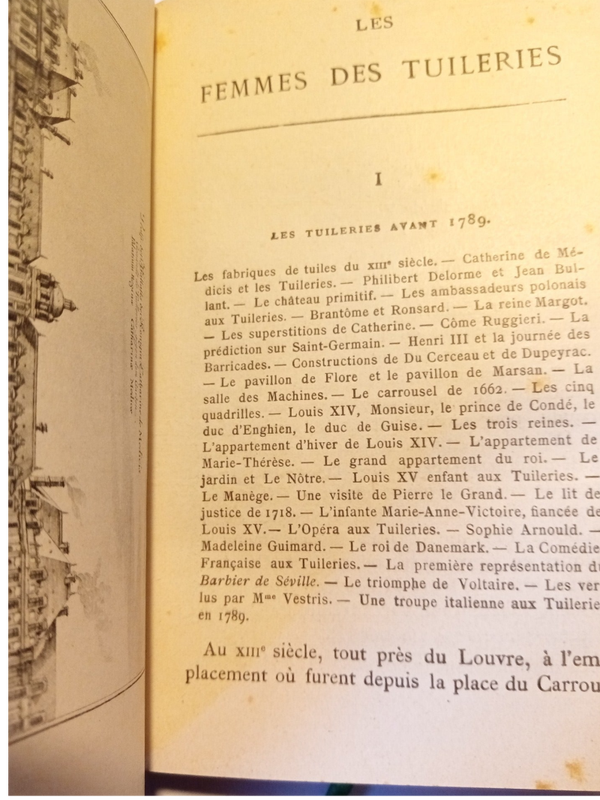 LES
FEMMES DES TUILERIES
I
LES TUILERIES AVANT 1789.
Les fabriques de tuiles du XIIIe siècle. — Catherine de Mé-
dicis et les Tuileries. — Philibert Delorme et Jean Bul-
lant. — Le château primitif. — Les ambassadeurs polonais
aux Tuileries. — Brantôme et Ronsard. — La reine Margot.
— Les superstitions de Catherine. — Côme Ruggieri. — La
prédiction sur Saint-Germain. — Henri III et la journée des
Barricades. — Constructions de Du Cerceau et de Dupeyrac.
— Le pavillon de Flore et le pavillon de Marsan. — La
salle des Machines. — Le carrousel de 1662. — Les cinq
quadrilles. — Louis XIV, Monsieur, le prince de Condé, le
duc d'Enghien, le duc de Guise. — Les trois reines. —
L'appartement d'hiver de Louis XIV. — L'appartement de
Marie-Thérèse. — Le grand appartement du roi. — Le
jardin et Le Nôtre. — Louis XV enfant aux Tuileries. —
Le Manège. — Une visite de Pierre le Grand. — Le lit de
justice de 1718. — L'infante Marie-Anne-Victoire, fiancée de
Louis XV. — L'Opéra aux Tuileries. — Sophie Arnould. —
Madeleine Guimard. — Le roi de Danemark. — La Comédie
Française aux Tuileries. — La première représentation du
Barbier de Séville. — Le triomphe de Voltaire. — Les ver
lus par Mme Vestris. — Une troupe italienne aux Tuilerie
en 1789.
Au XIIIe siècle, tout près du Louvre, à l'em
placement où furent depuis la place du Carrou